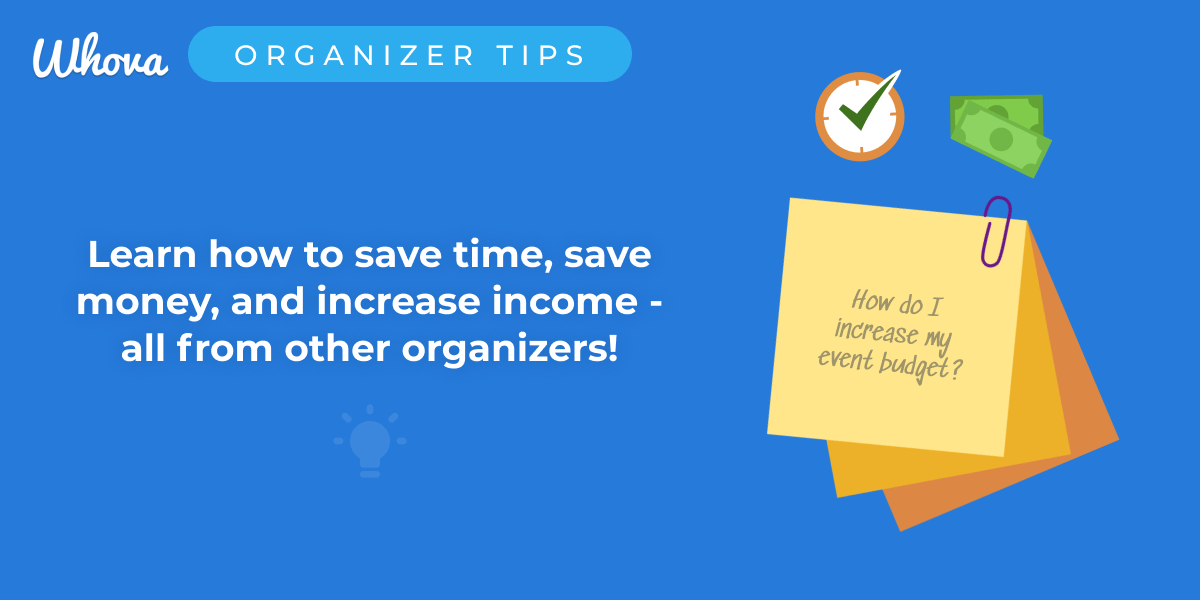 Whova
ORGANIZER TIPS
Learn how to save time, save
money, and increase income -
all from other organizers!
How do I
increase my
event budget?